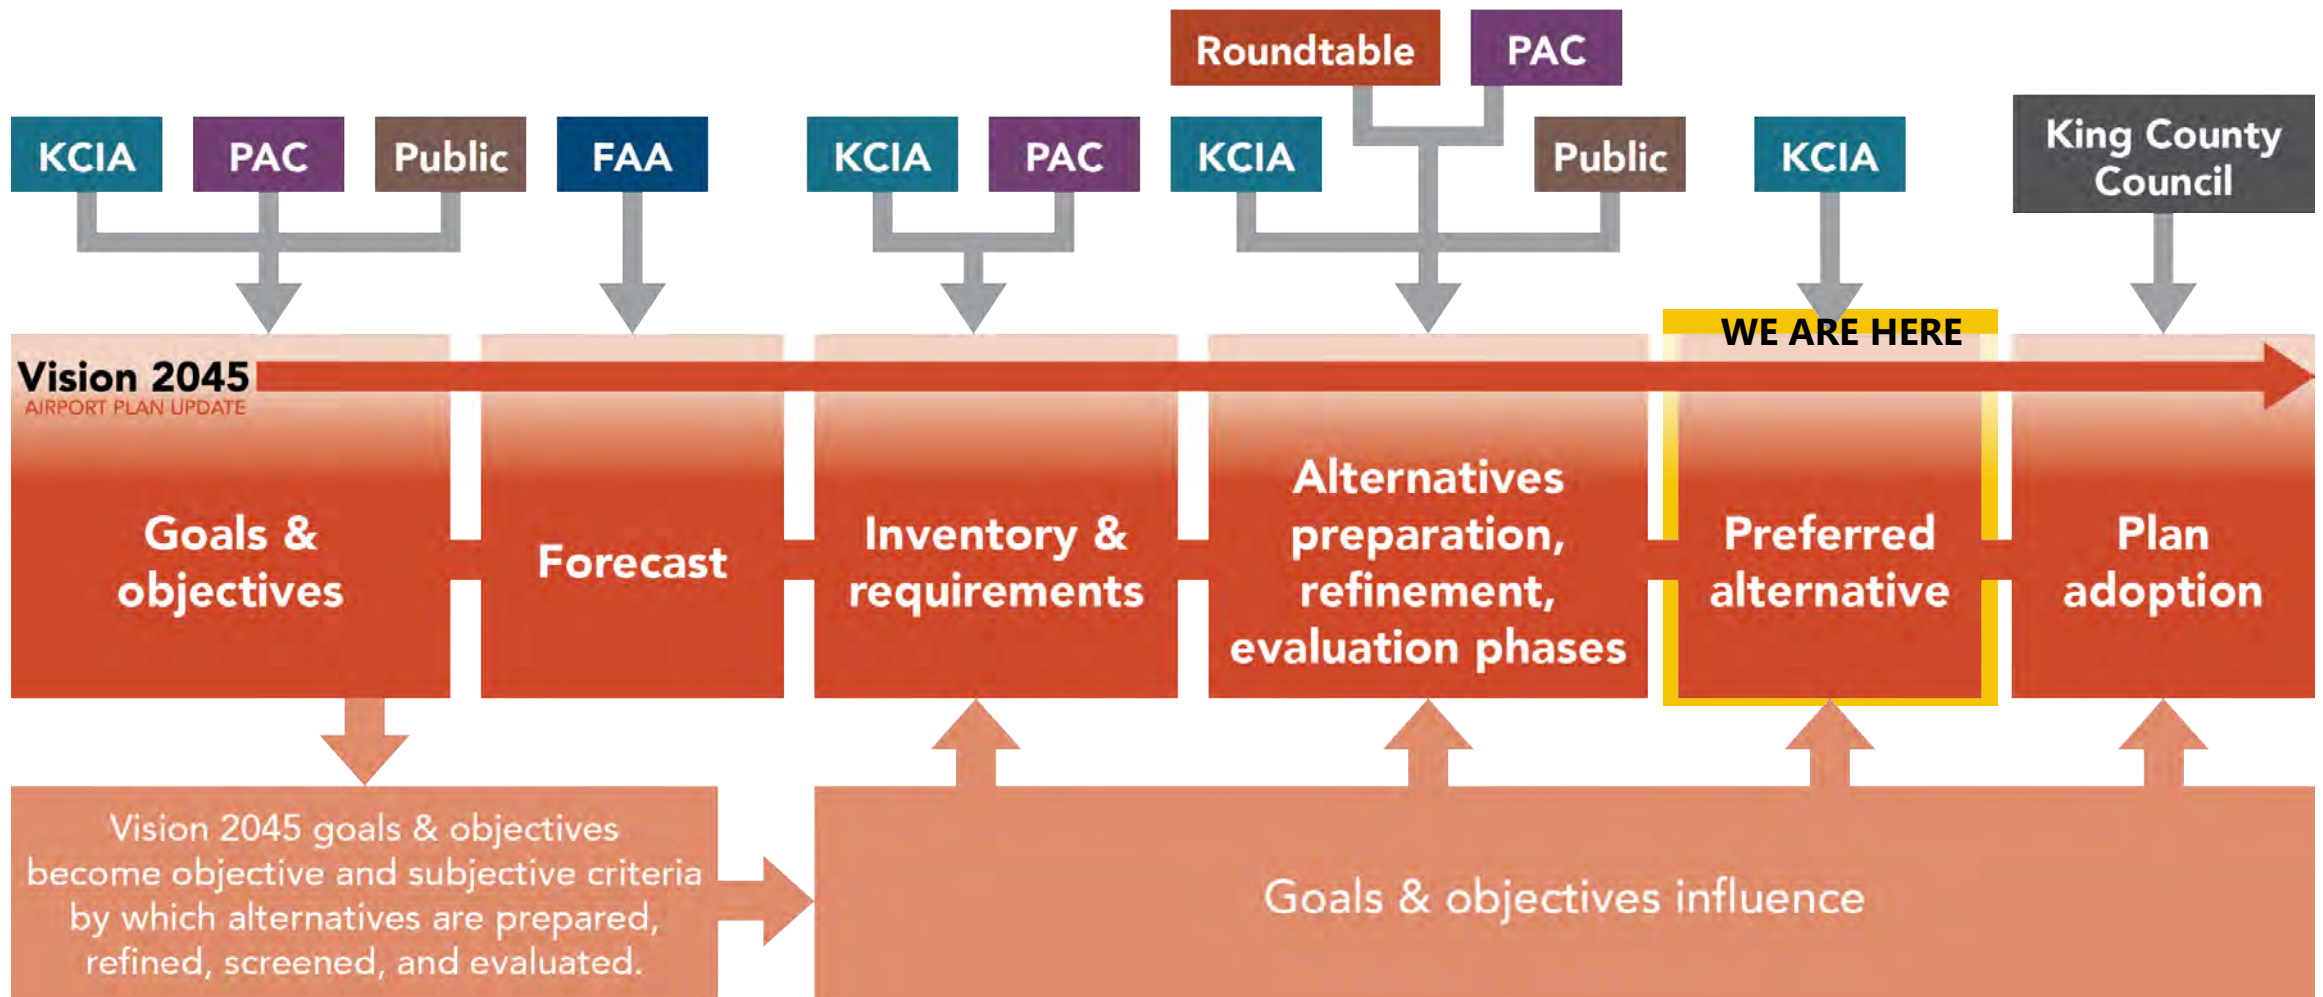 Roundtable
PAC
KCIA
PAC
Public
FAA
KCIA
PAC
KCIA
Public
KCIA
King County
Council
WE ARE HERE
Vision 2045
AIRPORT PLAN UPDATE
Goals &
objectives
Forecast
Inventory &
requirements
Alternatives
preparation,
refinement,
evaluation phases
Preferred
alternative
Plan
adoption
Vision 2045 goals & objectives
become objective and subjective criteria
by which alternatives are prepared,
refined, screened, and evaluated.
Goals & objectives influence